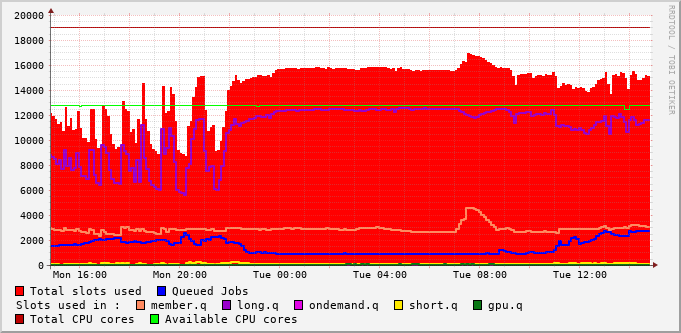 20000
18000
16000
14000
12000
10000
8000
6000
4000
2000
0
Mon 16:00 Mon 20:00 Tue 00:00 Tue 04:00 Tue 08:00 Tue 12:00
RRDTOOL / TOBI OETIKER
Total slots used Queued Jobs
Slots used in : member.q long.q ondemand.q short.q gpu.q
Total CPU cores Available CPU cores